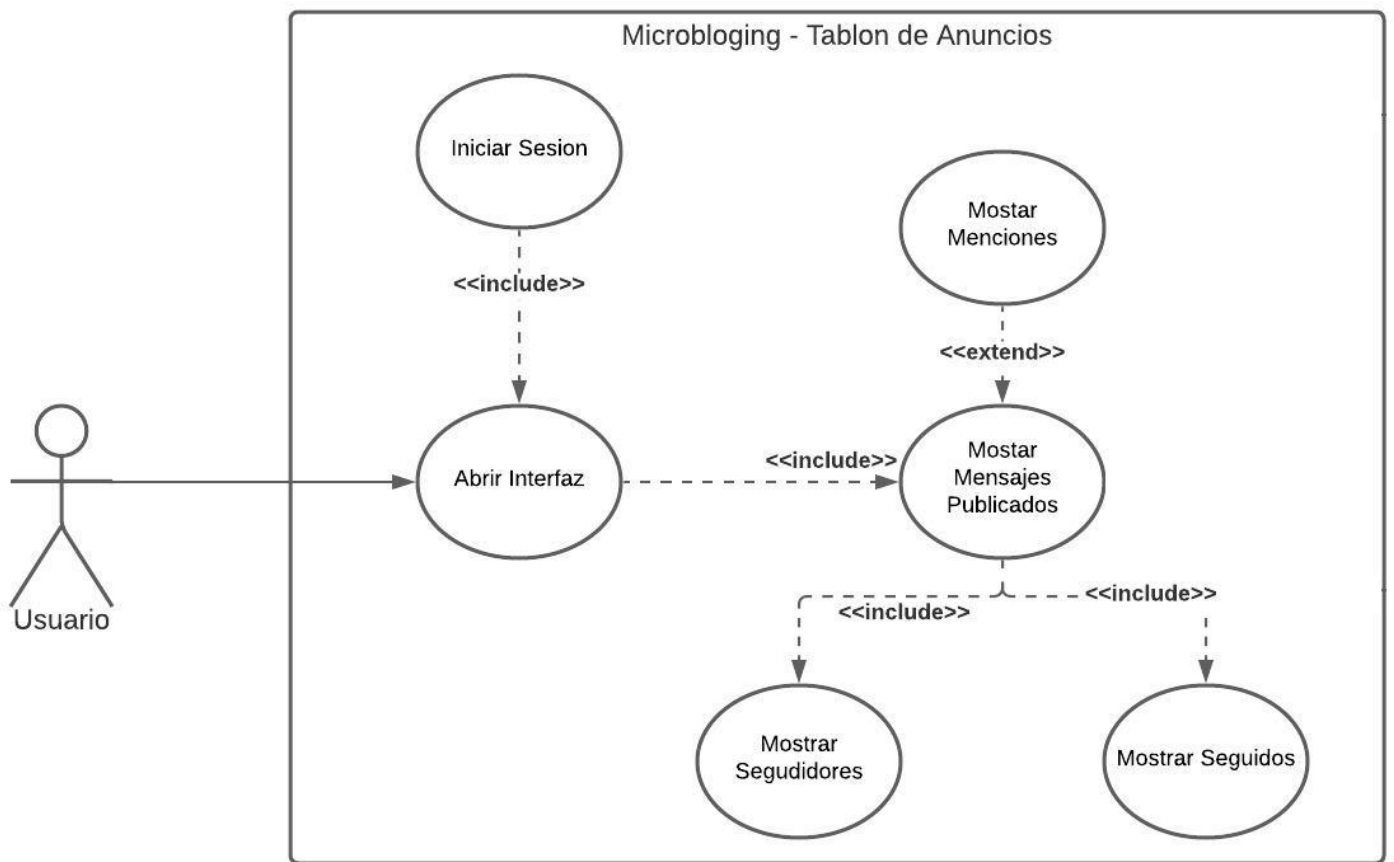 Microbloging - Tablon de Anuncios
Iniciar Sesion
<<include>>
Mostar
Menciones
<<extend>>
Abrir Interfaz
<<include>>
Mostar
Mensajes
Publicados
Usuario
<<include>>
<<include>>
Mostrar
Segudidores
Mostrar Seguidos